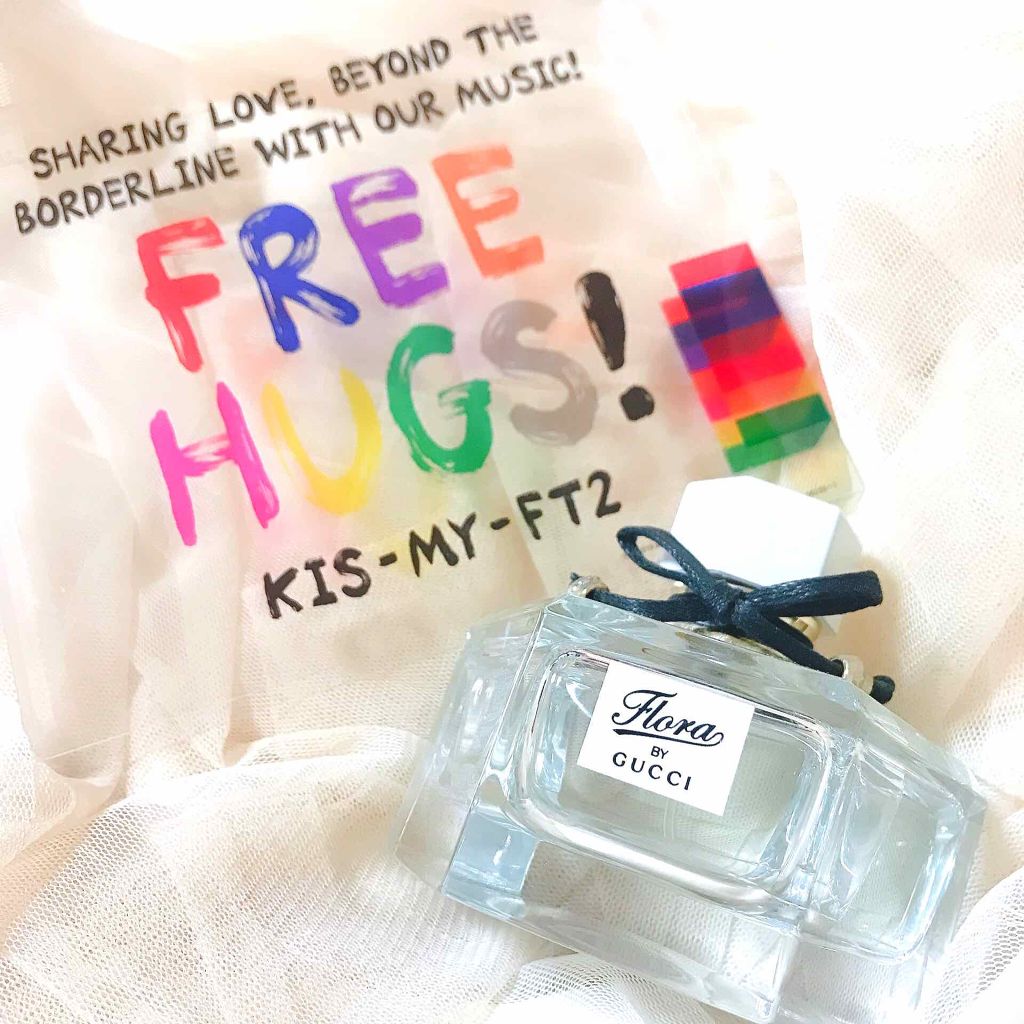 SHARING LOVE, BEYOND THE
BORDERLINE WITH OUR MUSIC!
FREE
HUGS!
KIS-MY-FT2
Flora
BY
GUCCI